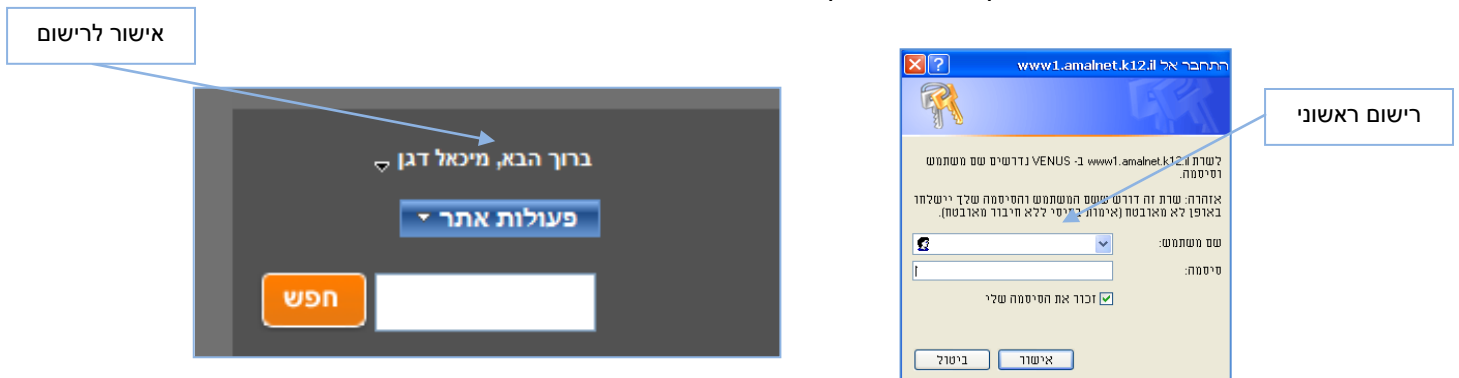 התחבר אל www1.amalnet.k12.il
רישום ראשוני
לשרת www1.amalnet.k12.il ב- VENUS נדרשים שם משתמש
וסיסמה.
אזהרה: שרת זה דורש ששם המשתמש והסיסמה שלך יישלחו
באופן לא מאובטח (אימות בסיסי ללא חיבור מאובטח).
שם משתמש:
סיסמה:
זכור את הסיסמה שלי
אישור
ביטול
אישור לרישום
ברוך הבא, מיכאל דגן
פעולות אתר
חפש